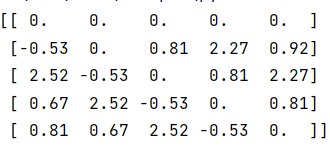 [[ 0.    0.    0.    0.    0.  ]
 [-0.53  0.    0.81  2.27  0.92]
 [ 2.52 -0.53  0.    0.81  2.27]
 [ 0.67  2.52 -0.53  0.    0.81]
 [ 0.81  0.67  2.52 -0.53  0.  ]]